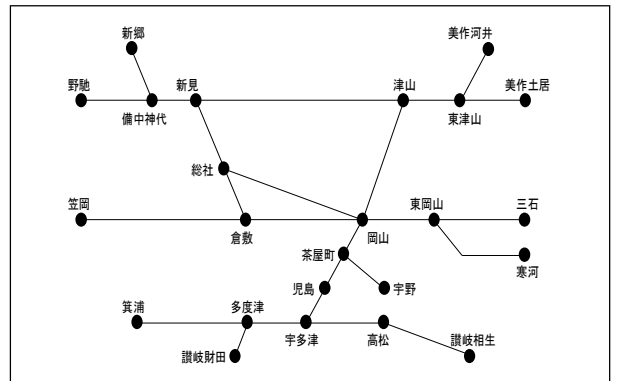 新郷
美作河井
野馳
新見
津山
美作土居
備中神代
東津山
総社
笠岡
東岡山
三石
倉敷
岡山
茶屋町
寒河
児島
宇野
箕浦
多度津
宇多津
高松
讃岐財田
讃岐相生